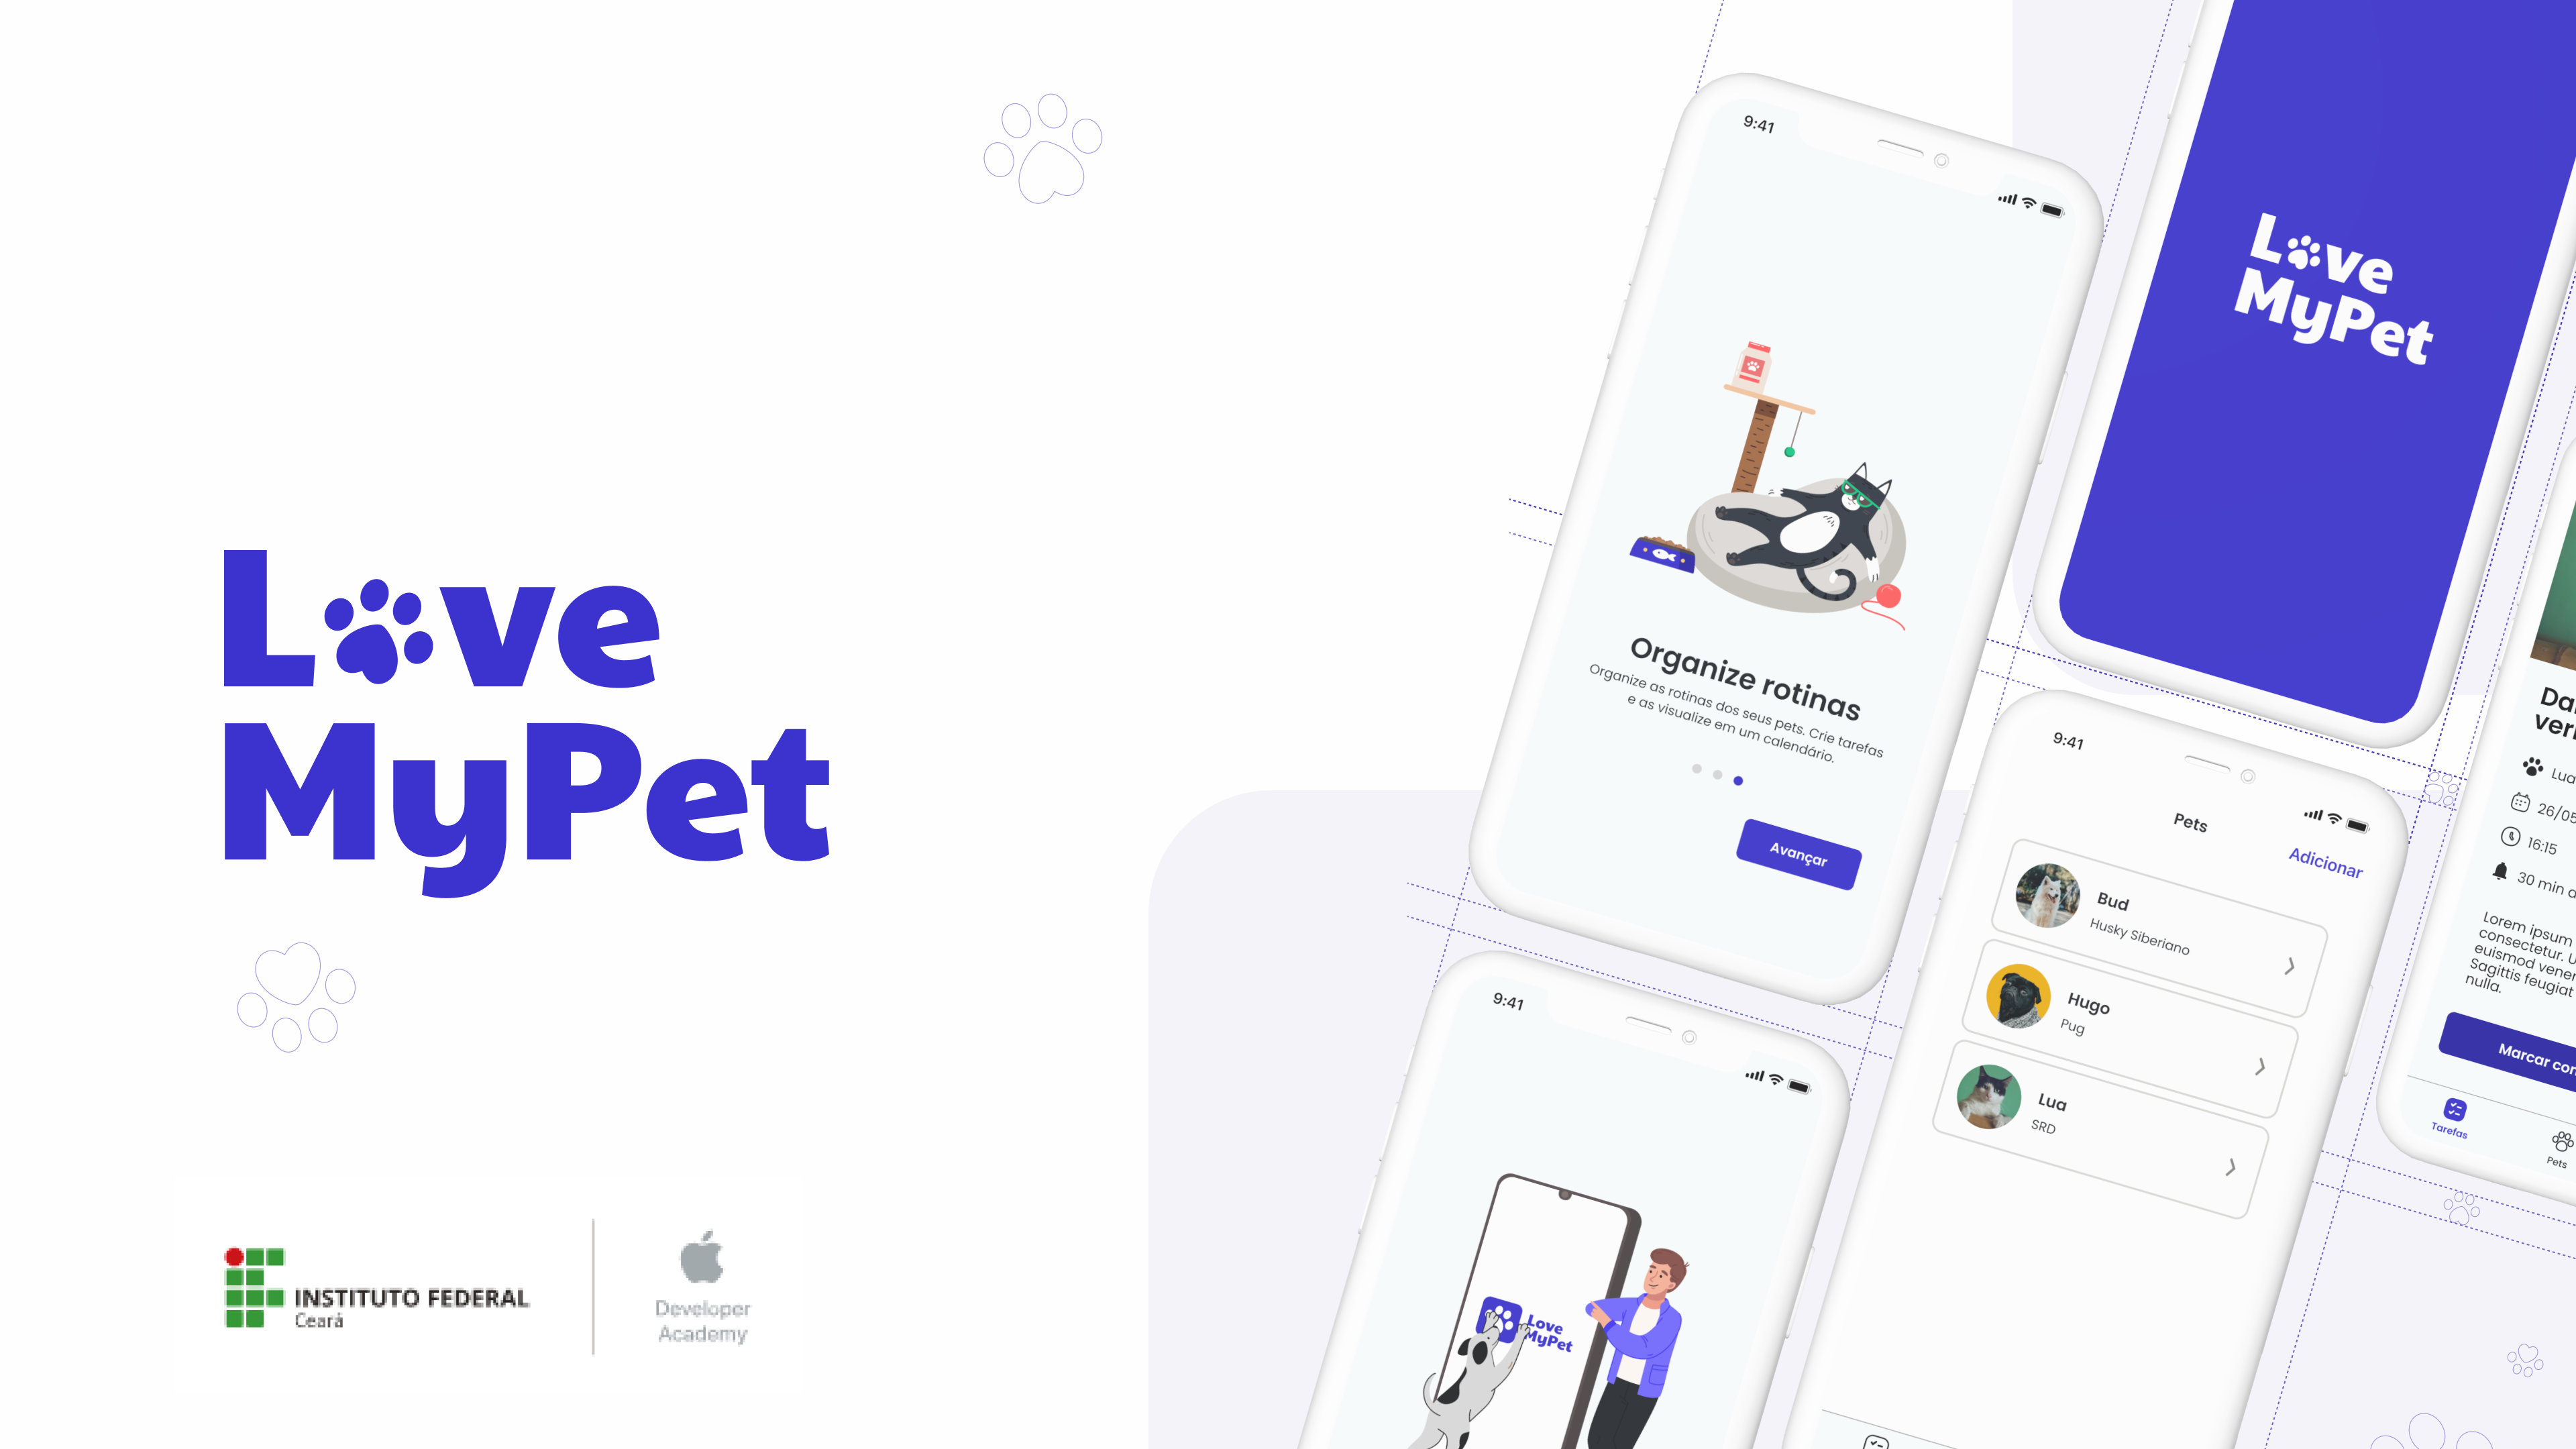 Love
MyPet
INSTITUTO FEDERAL
Ceará
Developer
Academy
9:41
Organize rotinas
Organize as rotinas dos seus pets. Crie tarefas
e as visualize em um calendário.
Avançar
Love
MyPet
9:41
Love
MyPet
9:41
Pets
Adicionar
Bud
Husky Siberiano
Hugo
Pug
Lua
SRD
Lua
26/05
16:15
30 min
Lorem ipsum
consectetur. U
euismod vener
Sagittis feugiat
nulla.
Marcar con
Tarefas
Pets